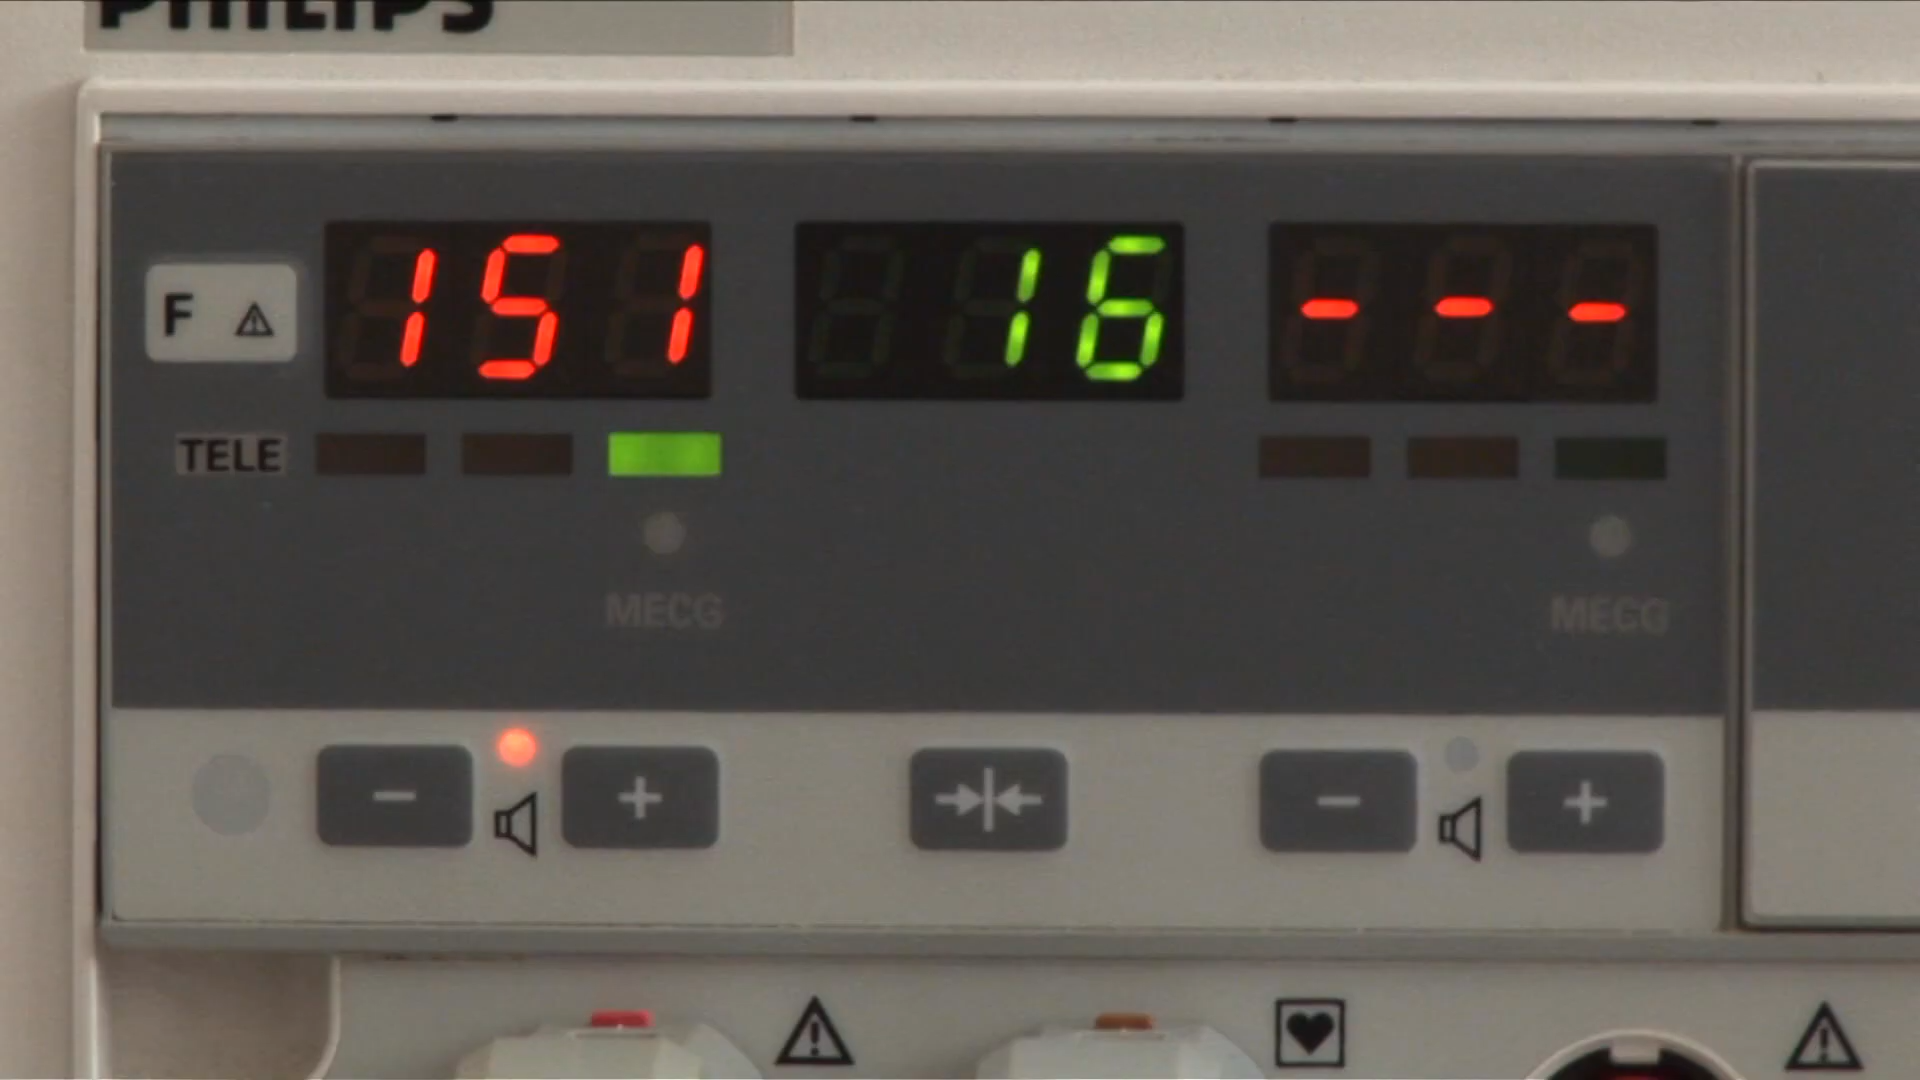 PHILIPS
F 151 16 - - -
TELE
MECG MECG
- + - +